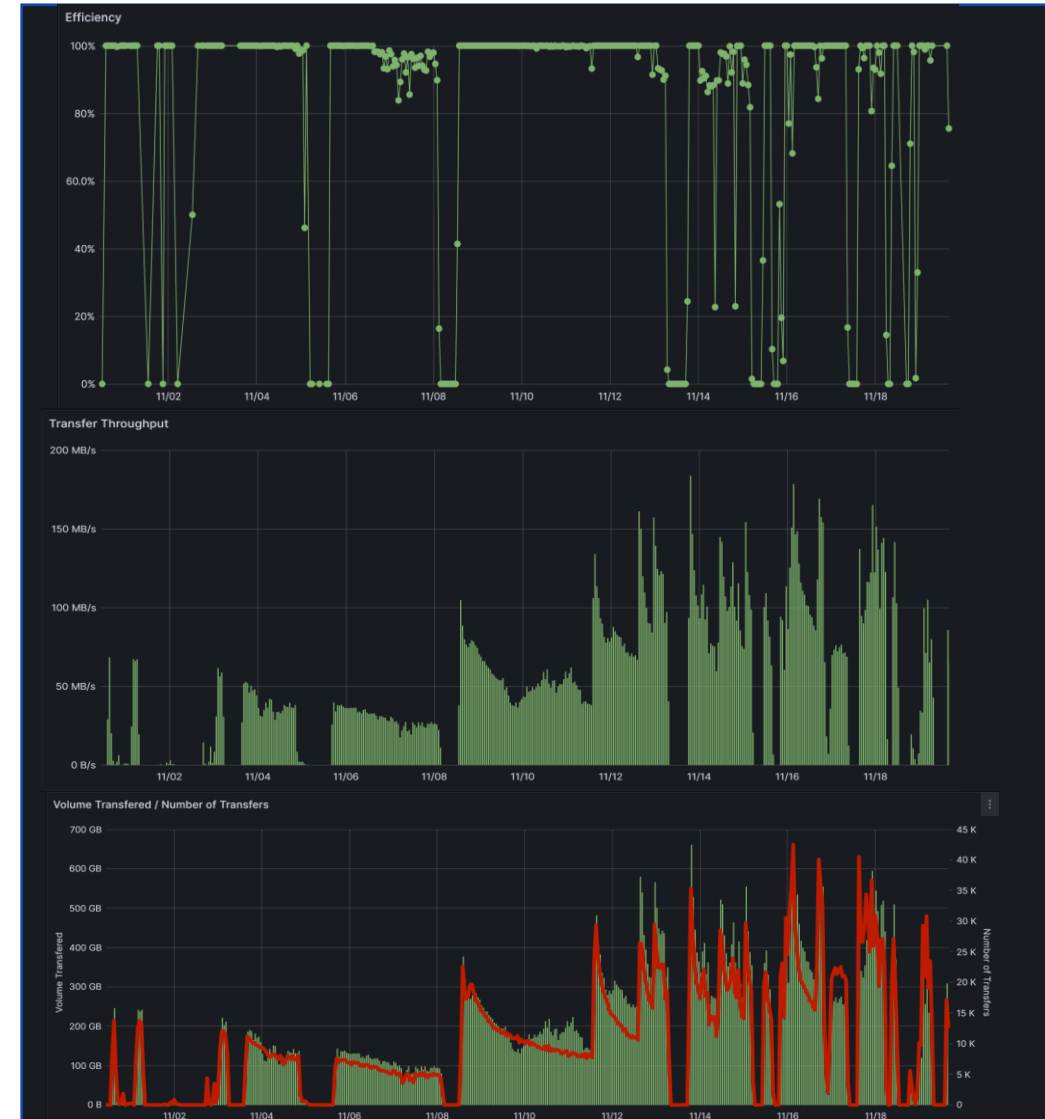 Efficiency
100%
80%
60.0%
40%
20%
0%
11/02 11/04 11/06 11/08 11/10 11/12 11/14 11/16 11/18
Transfer Throughput
200 MB/s
150 MB/s
100 MB/s
50 MB/s
0 B/s
11/02 11/04 11/06 11/08 11/10 11/12 11/14 11/16 11/18
Volume Transfered / Number of Transfers
700 GB 45 K
600 GB 40 K
35 K
500 GB 30 K
400 GB 25 K
300 GB 20 K
200 GB 15 K
10 K
100 GB 5 K
0 B 0
Volume Transfered
Number of Transfers
11/02 11/04 11/06 11/08 11/10 11/12 11/14 11/16 11/18